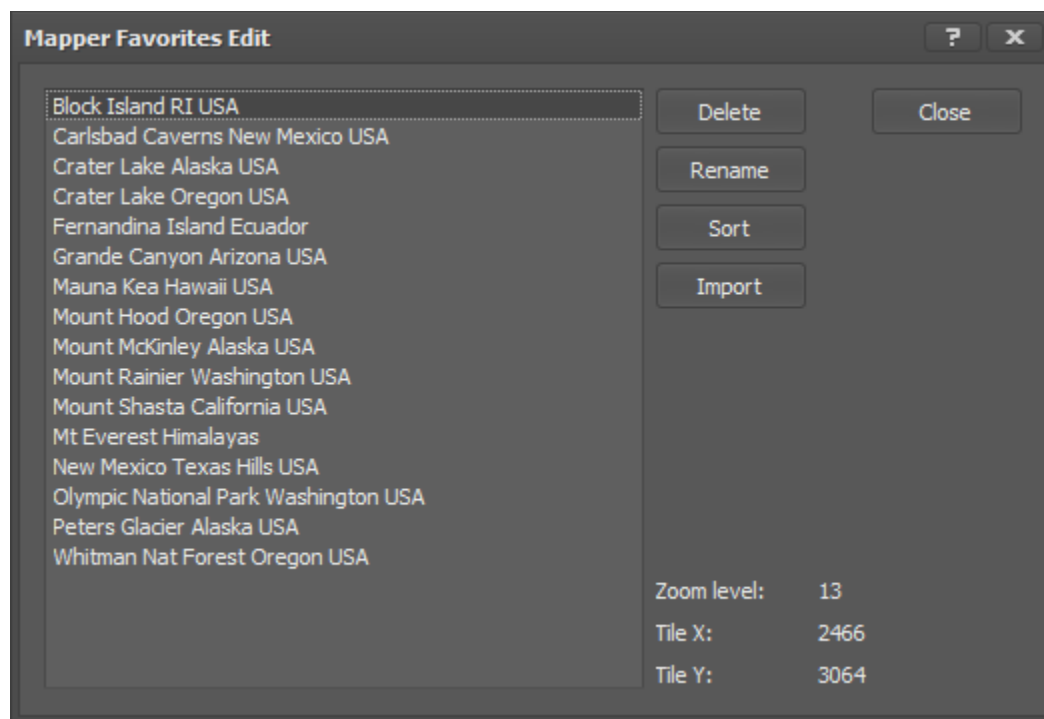 Mapper Favorites Edit
? x
Block Island RI USA
Carlsbad Caverns New Mexico USA
Crater Lake Alaska USA
Crater Lake Oregon USA
Fernandina Island Ecuador
Grande Canyon Arizona USA
Mauna Kea Hawaii USA
Mount Hood Oregon USA
Mount McKinley Alaska USA
Mount Rainier Washington USA
Mount Shasta California USA
Mt Everest Himalayas
New Mexico Texas Hills USA
Olympic National Park Washington USA
Peters Glacier Alaska USA
Whitman Nat Forest Oregon USA
Delete
Close
Rename
Sort
Import
Zoom level: 13
Tile X: 2466
Tile Y: 3064